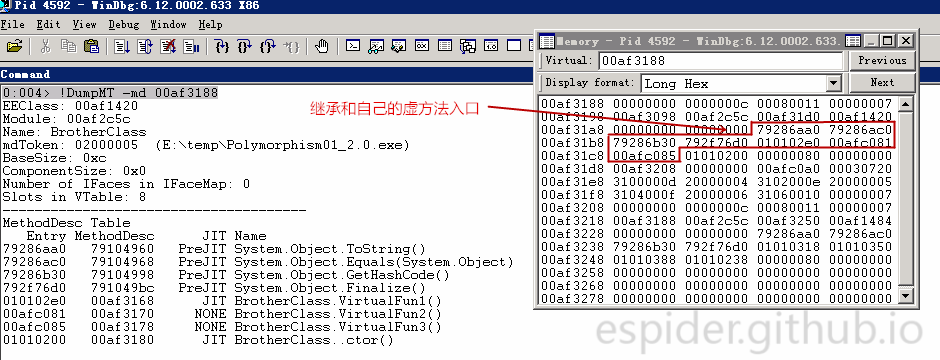 Pid 4592 - WinDbg:6.12.0002.633 X86
File Edit View Debug Window Help
Command
0:004> !DumpMT -md 00af3188
EEClass: 00af1420
Module: 00af2c5c
Name: BrotherClass
mdToken: 02000005 (E:\temp\Polymorphism01_2.0.exe)
BaseSize: 0xc
ComponentSize: 0x0
Number of IFaces in IFaceMap: 0
Slots in VTable: 8
--------------------------------------
MethodDesc Table
Entry MethodDesc JIT Name
79286aa0 79104960 PreJIT System.Object.ToString()
79286ac0 79104968 PreJIT System.Object.Equals(System.Object)
79286b30 79104998 PreJIT System.Object.GetHashCode()
792f76d0 791049bc PreJIT System.Object.Finalize()
010102e0 00af3168 JIT BrotherClass.VirtualFun1()
00afc081 00af3170 NONE BrotherClass.VirtualFun2()
00afc085 00af3178 NONE BrotherClass.VirtualFun3()
01010200 00af3180 JIT BrotherClass..ctor()
继承和自己的虚方法入口
Memory - Pid 4592 - WinDbg:6.12.0002.633
Virtual: 00af3188 Previous
Display format: Long Hex Next
00af3188 00000000 0000000c 00080011 00000007
00af3198 00af3098 00af2c5c 00af31d0 00af1420
00af31a8 00000000 00000000 79286aa0 79286ac0
00af31b8 79286b30 792f76d0 010102e0 00afc081
00af31c8 00afc085 01010200 00000080 00000000
00af31d8 00af3208 00000000 00afc0a0 00030720
00af31e8 3100000d 20000004 3102000e 20000005
00af31f8 3104000f 20000006 31060010 00000007
00af3208 00000000 0000000c 00080011 00000007
00af3218 00af3188 00af2c5c 00af3250 00af1484
00af3228 00000000 00000000 79286aa0 79286ac0
00af3238 79286b30 792f76d0 01010318 01010350
00af3248 01010388 01010238 00000080 00000000
00af3258 00000000 00000000 00000000 00000000
00af3268 00000000 00000000 00000000 00000000
00af3278 00000000 00000000 00000000 00000000
espider.github.io